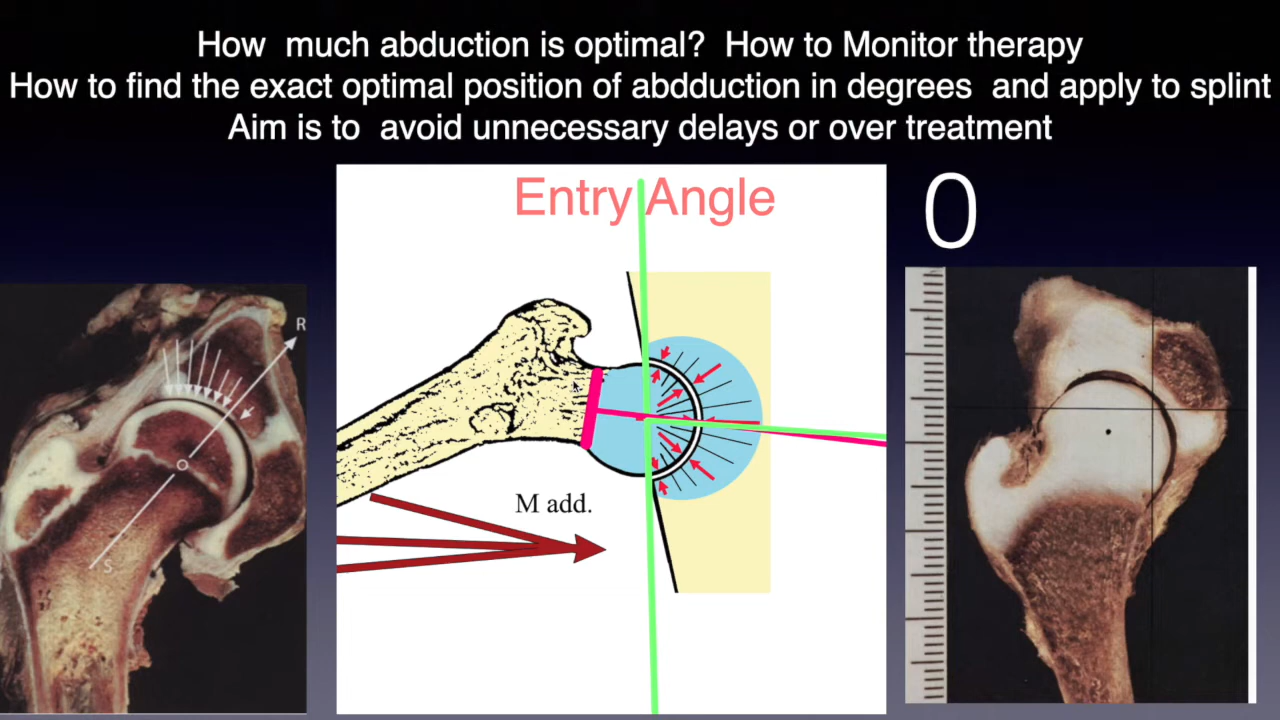 How much abduction is optimal? How to Monitor therapy
How to find the exact optimal position of abdduction in degrees and apply to splint
Aim is to avoid unnecessary delays or over treatment
Entry Angle
0
R
M add.
S